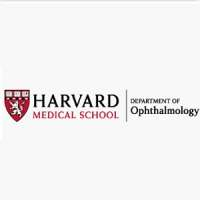 HARVARD
MEDICAL SCHOOL
DEPARTMENT OF
Ophthalmology